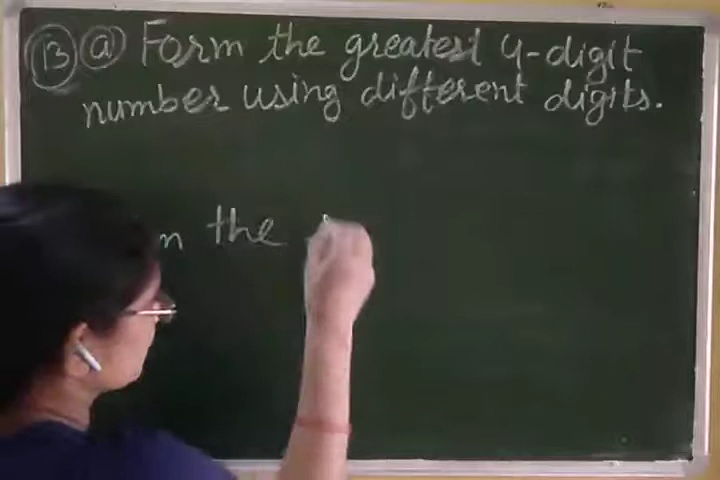 13 a Form the greatest 4-digit
number using different digits.
the